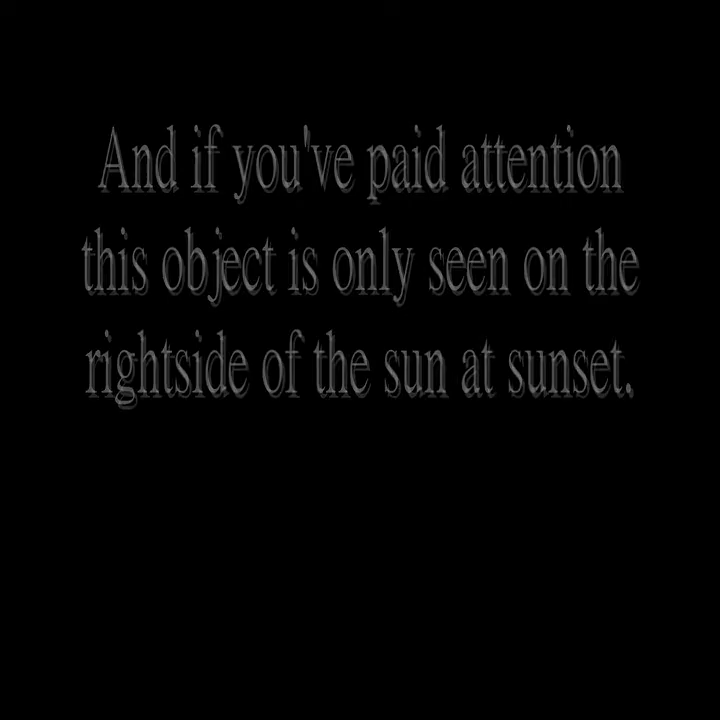 And if you've paid attention
this object is only seen on the
rightside of the sun at sunset.